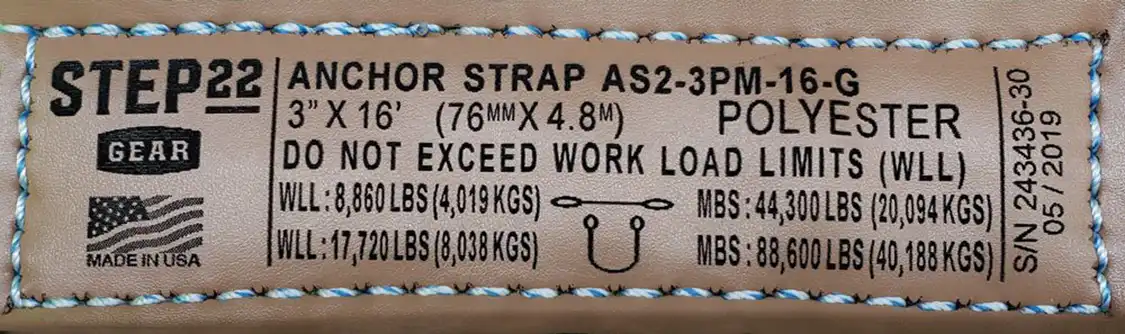 STEP22
GEAR
MADE IN USA
ANCHOR STRAP AS2-3PM-16-G
3” X 16’ (76MM X 4.8M) POLYESTER
DO NOT EXCEED WORK LOAD LIMITS (WLL)
WLL: 8,860 LBS (4,019 KGS) MBS: 44,300 LBS (20,094 KGS)
WLL: 17,720 LBS (8,038 KGS) MBS: 88,600 LBS (40,188 KGS)
S/N 243436-30
05 / 2019